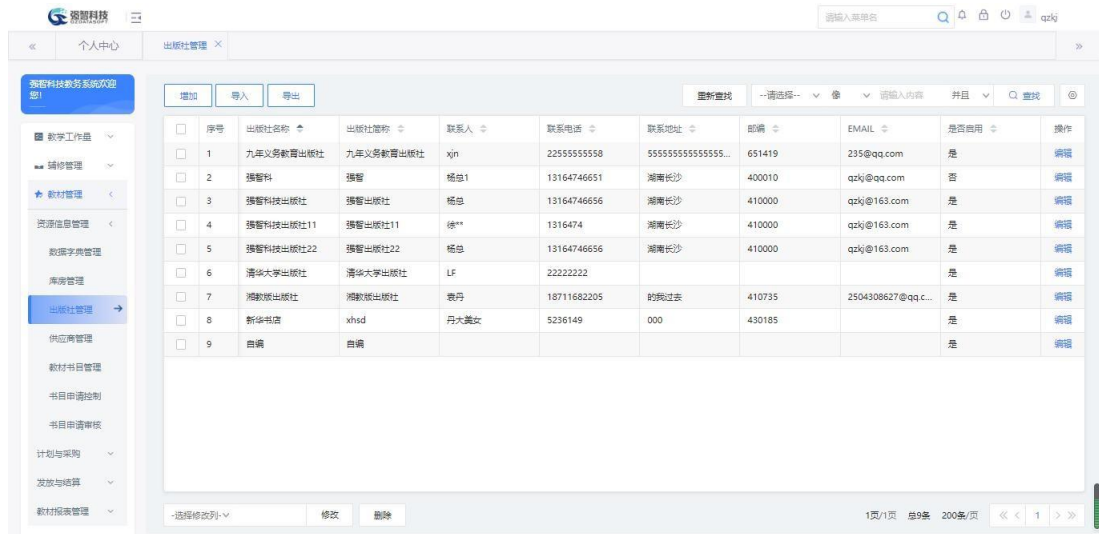 强智科技
QZDATASOFT
请输入菜单名
qzkj
个人中心
出版社管理
强智科技教务系统欢迎您!
增加 导入 导出 重新查找 --请选择-- 像 请输入内容 并且 查找
序号 出版社名称 出版社简称 联系人 联系电话 联系地址 邮编 EMAIL 是否启用 操作
1 九年义务教育出版社 九年义务教育出版社 xjn 22555555558 555555555555555... 651419 235@qq.com 是 编辑
2 强智科 强智 杨总1 13164746651 湖南长沙 400010 qzkj@qq.com 否 编辑
3 强智科技出版社 强智出版社 杨总 13164746656 湖南长沙 410000 qzkj@163.com 是 编辑
4 强智科技出版社11 强智出版社11 徐** 1316474 湖南长沙 410000 qzkj@163.com 是 编辑
5 强智科技出版社22 强智出版社22 杨总 13164746656 湖南长沙 410000 qzkj@163.com 是 编辑
6 清华大学出版社 清华大学出版社 LF 22222222 是 编辑
7 湘教版出版社 湘教版出版社 袁丹 18711682205 的我过去 410735 2504308627@qq.c... 是 编辑
8 新华书店 xhsd 丹大美女 5236149 000 430185 是 编辑
9 自编 自编 是 编辑
教学工作量
辅修管理
教材管理
资源信息管理
数据字典管理
库房管理
出版社管理
供应商管理
教材书目管理
书目申请控制
书目申请审核
计划与采购
发放与结算
教材报表管理
-选择修改列- 修改 删除 1页/1页 总9条 200条/页 1